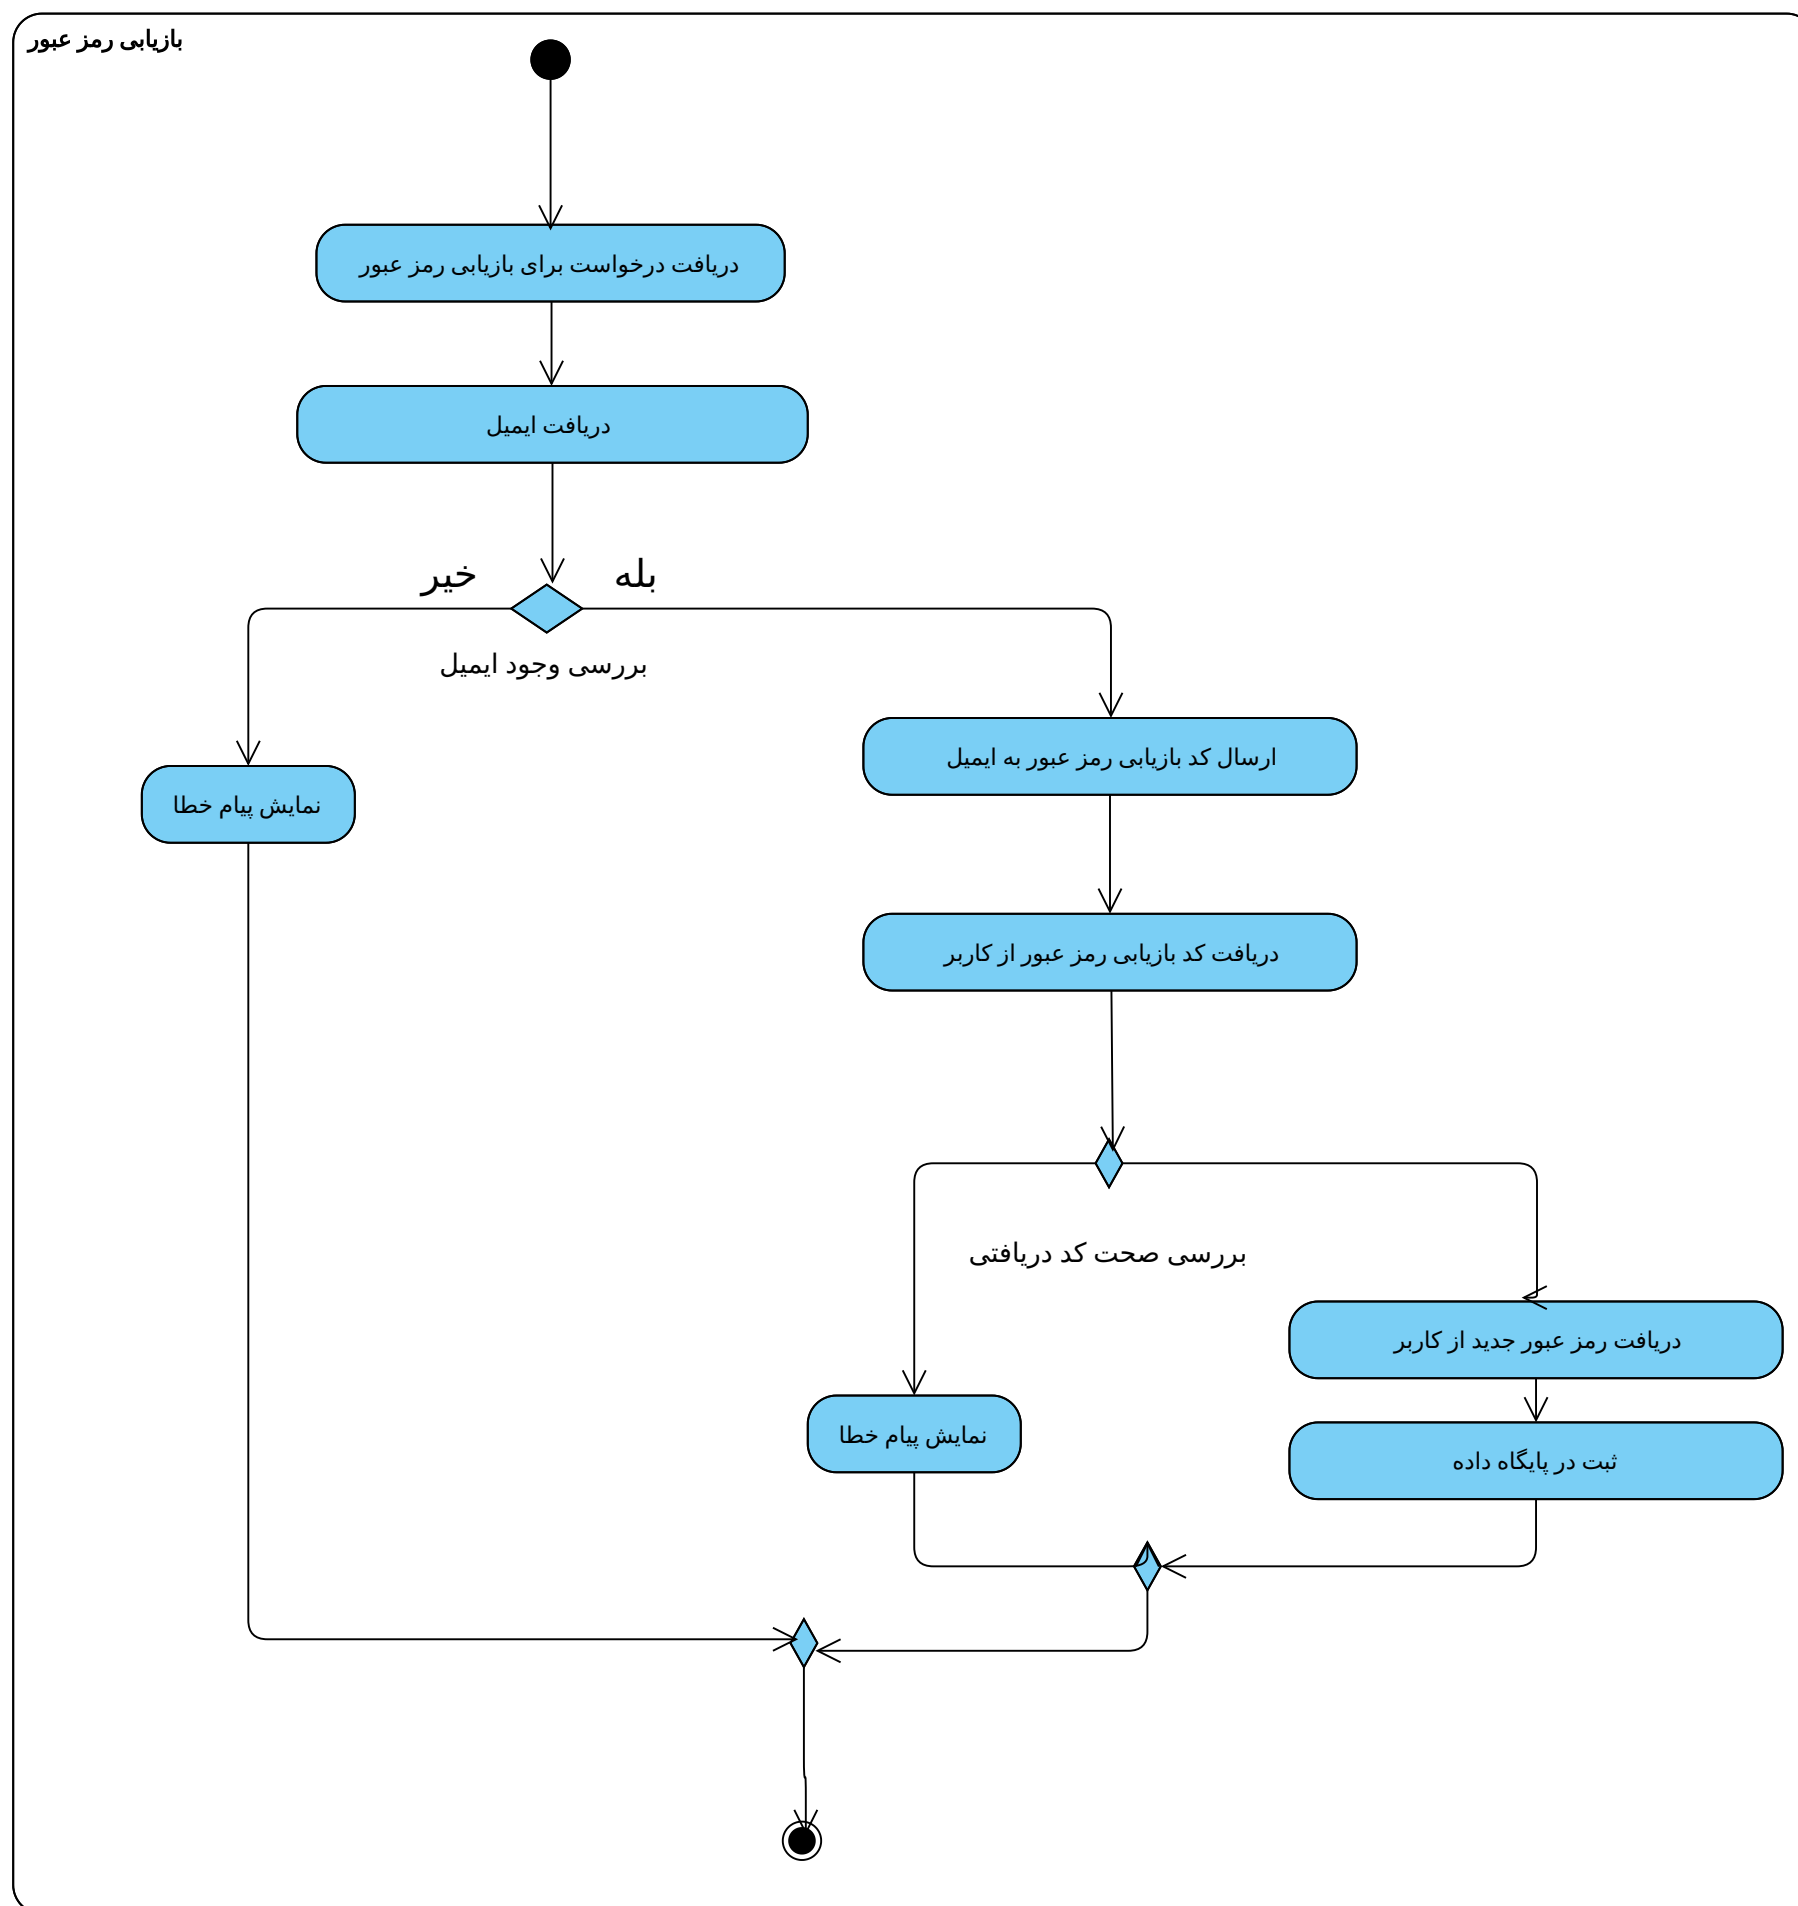 بازیابی رمز عبور
دریافت درخواست برای بازیابی رمز عبور
دریافت ایمیل
بله
خیر
بررسی وجود ایمیل
ارسال کد بازیابی رمز عبور به ایمیل
نمایش پیام خطا
دریافت کد بازیابی رمز عبور از کاربر
بررسی صحت کد دریافتی
دریافت رمز عبور جدید از کاربر
نمایش پیام خطا
ثبت در پایگاه داده